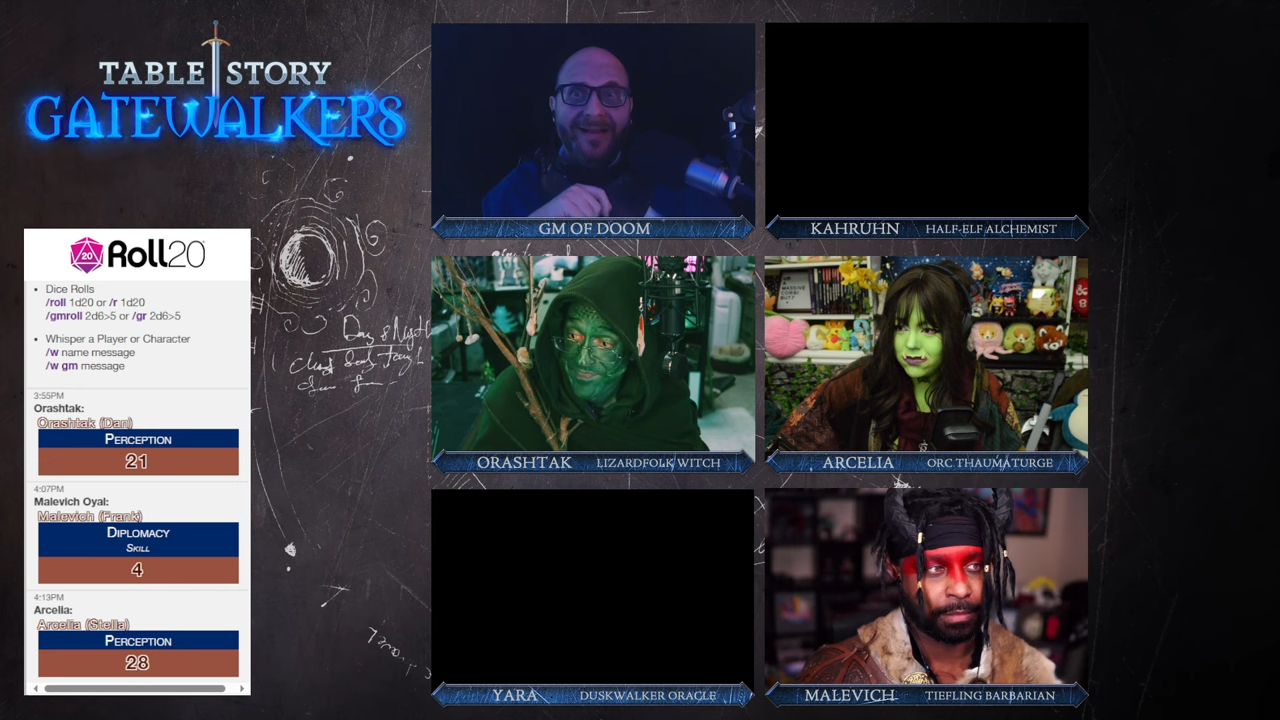 TABLE STORY
GATEWALKERS
Roll20
• Dice Rolls
/roll 1d20 or /r 1d20
/gmroll 2d6>5 or /gr 2d6>5
• Whisper a Player or Character
/w name message
/w gm message
3:55PM
Orashtak:
Orashtak (Dan)
PERCEPTION
21
4:07PM
Malevich Oyal:
Malevich (Frank)
DIPLOMACY
SKILL
4
4:13PM
Arcelia:
Arcelia (Stella)
PERCEPTION
28
GM OF DOOM
KAHRUHN HALF-ELF ALCHEMIST
MASSIVE
CORGI
BUTT
ORASHTAK LIZARDFOLK WITCH
ARCELIA ORC THAUMATURGE
YARA DUSKWALKER ORACLE
MALEVICH TIEFLING BARBARIAN